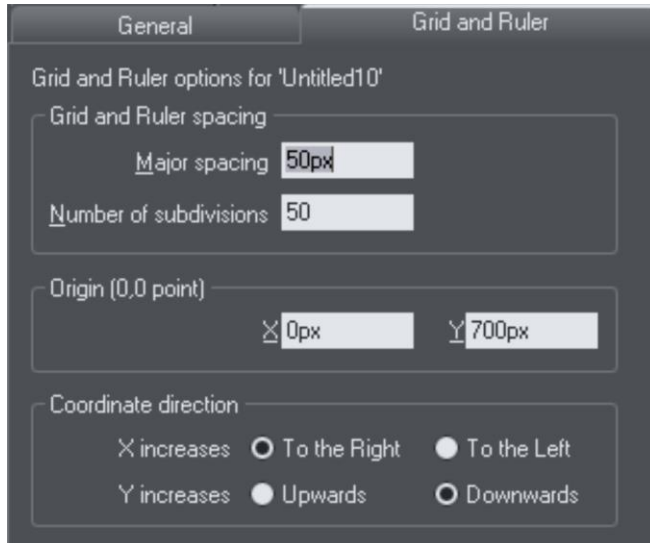 General
Grid and Ruler
Grid and Ruler options for 'Untitled10'
Grid and Ruler spacing
Major spacing 50px
Number of subdivisions 50
Origin (0,0 point)
X 0px Y 700px
Coordinate direction
X increases To the Right To the Left
Y increases Upwards Downwards